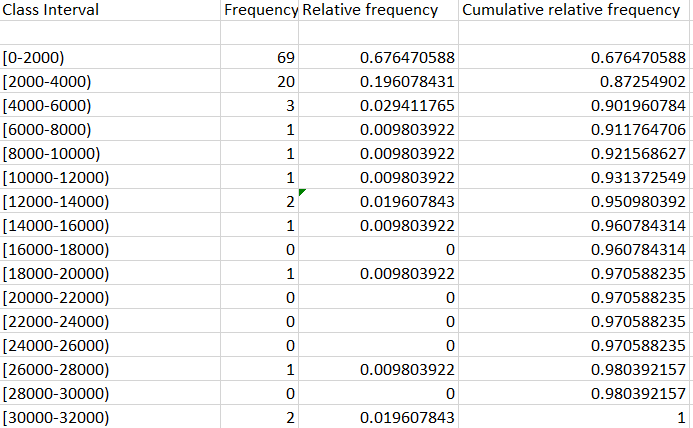 Class Interval Frequency Relative frequency Cumulative relative frequency
[0-2000) 69 0.676470588 0.676470588
[2000-4000) 20 0.196078431 0.87254902
[4000-6000) 3 0.029411765 0.901960784
[6000-8000) 1 0.009803922 0.911764706
[8000-10000) 1 0.009803922 0.921568627
[10000-12000) 1 0.009803922 0.931372549
[12000-14000) 2 0.019607843 0.950980392
[14000-16000) 1 0.009803922 0.960784314
[16000-18000) 0 0 0.960784314
[18000-20000) 1 0.009803922 0.970588235
[20000-22000) 0 0 0.970588235
[22000-24000) 0 0 0.970588235
[24000-26000) 0 0 0.970588235
[26000-28000) 1 0.009803922 0.980392157
[28000-30000) 0 0 0.980392157
[30000-32000) 2 0.019607843 1